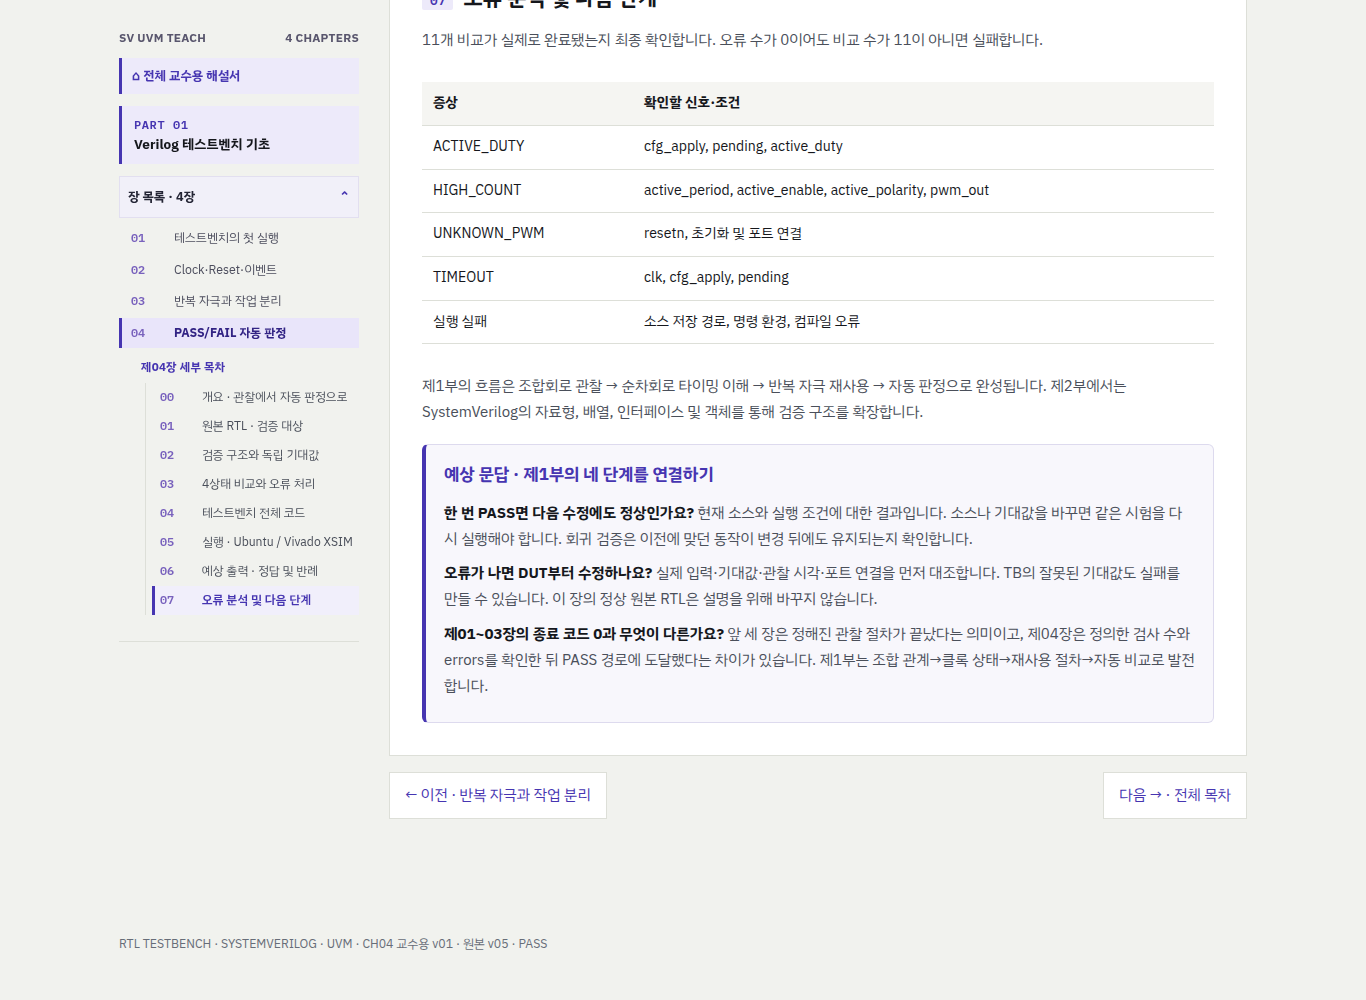 SV UVM TEACH 4 CHAPTERS
⌂ 전체 교수용 해설서
PART 01
Verilog 테스트벤치 기초
장 목록 · 4장
01 테스트벤치의 첫 실행
02 Clock·Reset·이벤트
03 반복 자극과 작업 분리
04 PASS/FAIL 자동 판정
제04장 세부 목차
00 개요 · 관찰에서 자동 판정으로
01 원본 RTL · 검증 대상
02 검증 구조와 독립 기대값
03 4상태 비교와 오류 처리
04 테스트벤치 전체 코드
05 실행 · Ubuntu / Vivado XSIM
06 예상 출력 · 정답 및 반례
07 오류 분석 및 다음 단계
07 오류 분석 및 다음 단계
11개 비교가 실제로 완료됐는지 최종 확인합니다. 오류 수가 0이어도 비교 수가 11이 아니면 실패합니다.
증상 확인할 신호·조건
ACTIVE_DUTY cfg_apply, pending, active_duty
HIGH_COUNT active_period, active_enable, active_polarity, pwm_out
UNKNOWN_PWM resetn, 초기화 및 포트 연결
TIMEOUT clk, cfg_apply, pending
실행 실패 소스 저장 경로, 명령 환경, 컴파일 오류
제1부의 흐름은 조합회로 관찰 → 순차회로 타이밍 이해 → 반복 자극 재사용 → 자동 판정으로 완성됩니다. 제2부에서는
SystemVerilog의 자료형, 배열, 인터페이스 및 객체를 통해 검증 구조를 확장합니다.
예상 문답 · 제1부의 네 단계를 연결하기
한 번 PASS면 다음 수정에도 정상인가요? 현재 소스와 실행 조건에 대한 결과입니다. 소스나 기대값을 바꾸면 같은 시험을 다
시 실행해야 합니다. 회귀 검증은 이전에 맞던 동작이 변경 뒤에도 유지되는지 확인합니다.
오류가 나면 DUT부터 수정하나요? 실제 입력·기대값·관찰 시각·포트 연결을 먼저 대조합니다. TB의 잘못된 기대값도 실패를
만들 수 있습니다. 이 장의 정상 원본 RTL은 설명을 위해 바꾸지 않습니다.
제01~03장의 종료 코드 0과 무엇이 다른가요? 앞 세 장은 정해진 관찰 절차가 끝났다는 의미이고, 제04장은 정의한 검사 수와
errors를 확인한 뒤 PASS 경로에 도달했다는 차이가 있습니다. 제1부는 조합 관계→클록 상태→재사용 절차→자동 비교로 발전
합니다.
← 이전 · 반복 자극과 작업 분리
다음 → · 전체 목차
RTL TESTBENCH · SYSTEMVERILOG · UVM · CH04 교수용 v01 · 원본 v05 · PASS